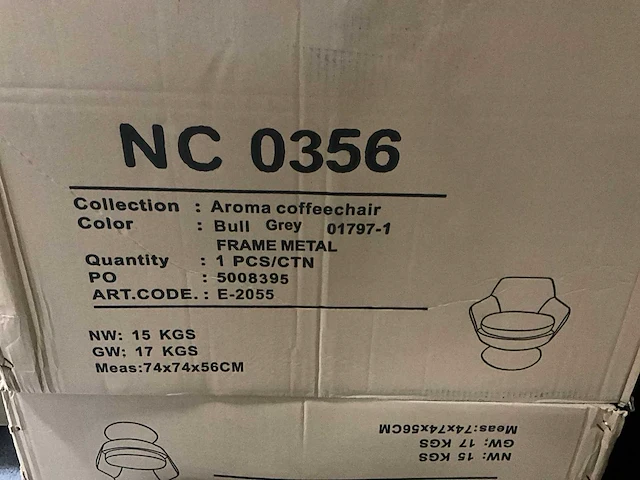 NC 0356
Collection : Aroma coffeechair
Color : Bull Grey 01797-1
FRAME METAL
Quantity : 1 PCS/CTN
PO : 5008395
ART.CODE. : E-2055
NW: 15 KGS
GW: 17 KGS
Meas:74x74x56CM
NW: 15 KGS
GW: 17 KGS
Meas:74x74x56CM